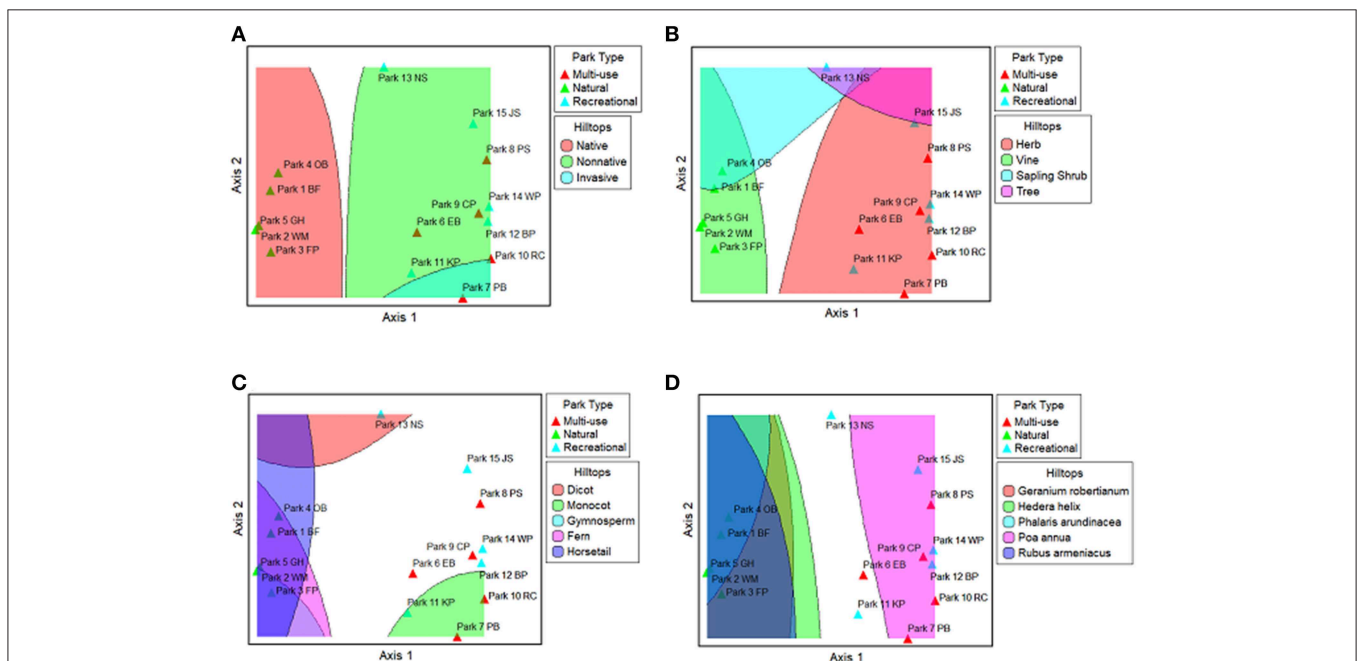 A
Park 13 NS
Park 15 JS
Park 8 PS
Park 4 OB
Park 1 BF
Park 14 WP
Park 9 CP
Park 5 GH
Park 6 EB
Park 2 WM
Park 12 BP
Park 3 FP
Park 10 RC
Park 11 KP
Park 7 PB
Axis 2
Axis 1
Park Type
Multi-use
Natural
Recreational
Hilltops
Native
Nonnative
Invasive
B
Park 13 NS
Park 15 JS
Park 8 PS
Park 4 OB
Park 1 BF
Park 14 WP
Park 9 CP
Park 5 GH
Park 6 EB
Park 2 WM
Park 12 BP
Park 3 FP
Park 10 RC
Park 11 KP
Park 7 PB
Axis 2
Axis 1
Park Type
Multi-use
Natural
Recreational
Hilltops
Herb
Vine
Sapling Shrub
Tree
C
Park 13 NS
Park 15 JS
Park 8 PS
Park 4 OB
Park 1 BF
Park 14 WP
Park 9 CP
Park 5 GH
Park 6 EB
Park 2 WM
Park 12 BP
Park 3 FP
Park 10 RC
Park 11 KP
Park 7 PB
Axis 2
Axis 1
Park Type
Multi-use
Natural
Recreational
Hilltops
Dicot
Monocot
Gymnosperm
Fern
Horsetail
D
Park 13 NS
Park 15 JS
Park 8 PS
Park 4 OB
Park 1 BF
Park 14 WP
Park 9 CP
Park 5 GH
Park 6 EB
Park 2 WM
Park 12 BP
Park 3 FP
Park 10 RC
Park 11 KP
Park 7 PB
Axis 2
Axis 1
Park Type
Multi-use
Natural
Recreational
Hilltops
Geranium robertianum
Hedera helix
Phalaris arundinacea
Poa annua
Rubus armeniacus